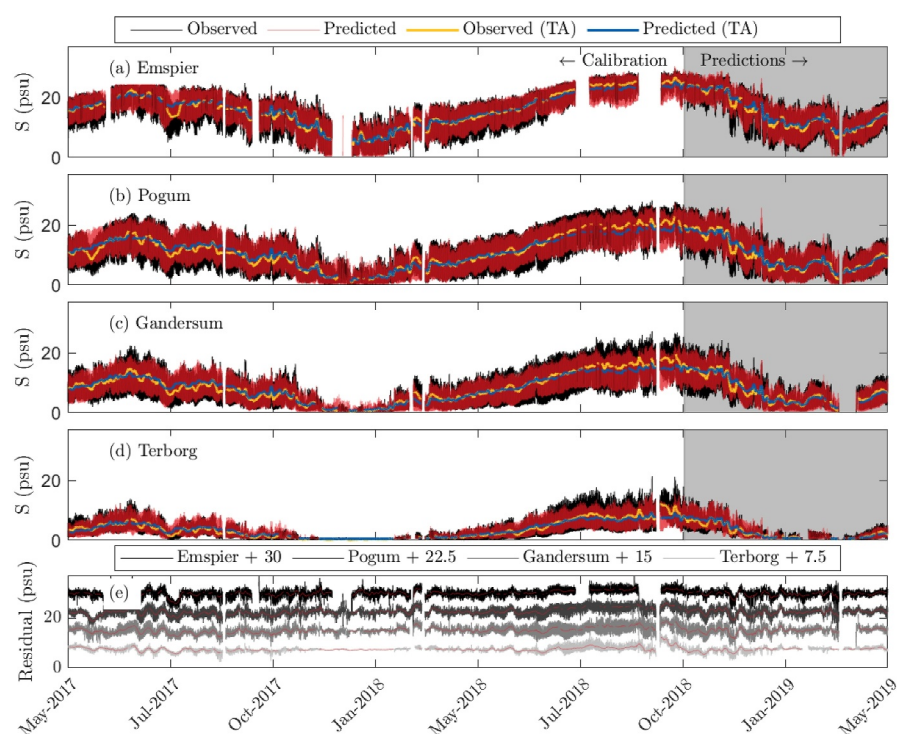 Observed Predicted Observed (TA) Predicted (TA)
(a) Emspier ← Calibration Predictions →
S (psu)
20
0
(b) Pogum
S (psu)
20
0
(c) Gandersum
S (psu)
20
0
(d) Terborg
S (psu)
20
0
Emspier + 30 Pogum + 22.5 Gandersum + 15 Terborg + 7.5
(e)
Residual (psu)
20
0
May-2017 Jul-2017 Oct-2017 Jan-2018 May-2018 Jul-2018 Oct-2018 Jan-2019 May-2019